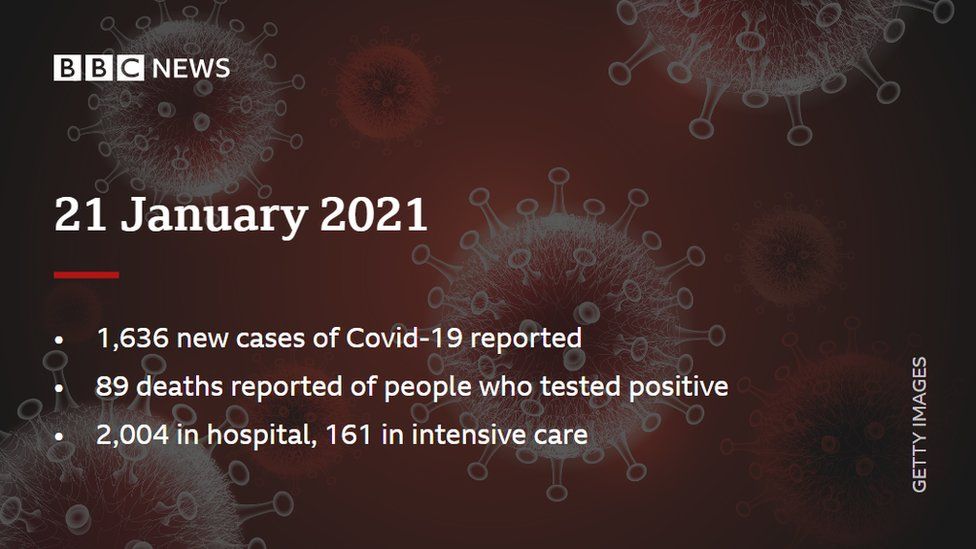 BBC NEWS
21 January 2021
• 1,636 new cases of Covid-19 reported
• 89 deaths reported of people who tested positive
• 2,004 in hospital, 161 in intensive care
GETTY IMAGES